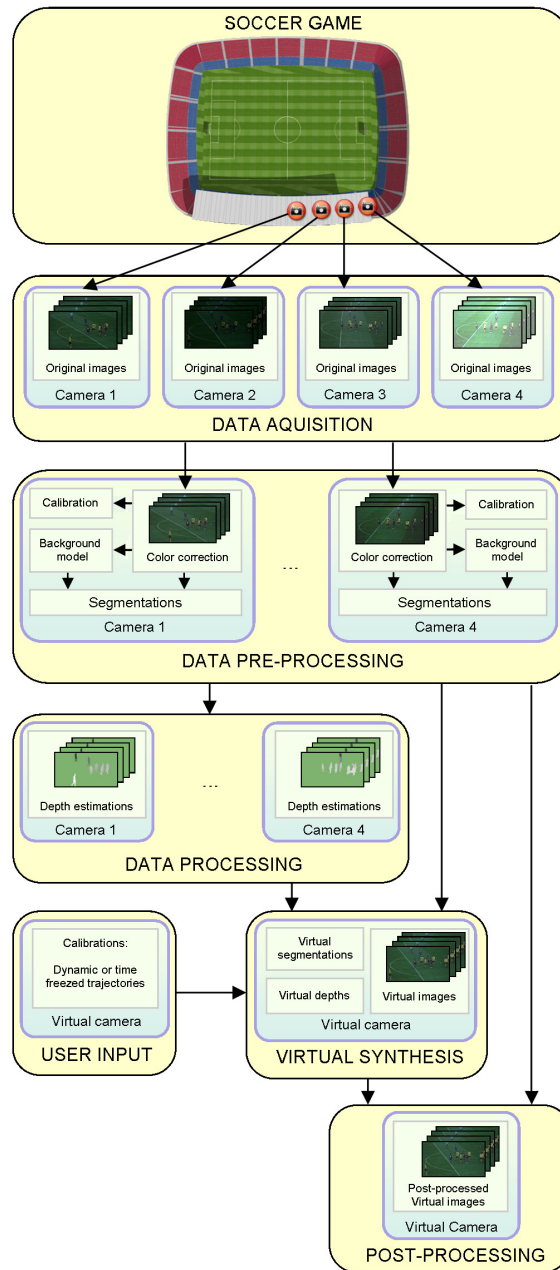 SOCCER GAME
Original images
Camera 1
Original images
Camera 2
Original images
Camera 3
Original images
Camera 4
DATA AQUISITION
Calibration
Background
model
Color correction
Segmentations
Camera 1
...
Color correction
Calibration
Background
model
Segmentations
Camera 4
DATA PRE-PROCESSING
Depth estimations
Camera 1
...
Depth estimations
Camera 4
DATA PROCESSING
Calibrations:
Dynamic or time
freezed trajectories
Virtual camera
USER INPUT
Virtual
segmentations
Virtual depths
Virtual images
Virtual camera
VIRTUAL SYNTHESIS
Post-processed
Virtual images
Virtual Camera
POST-PROCESSING